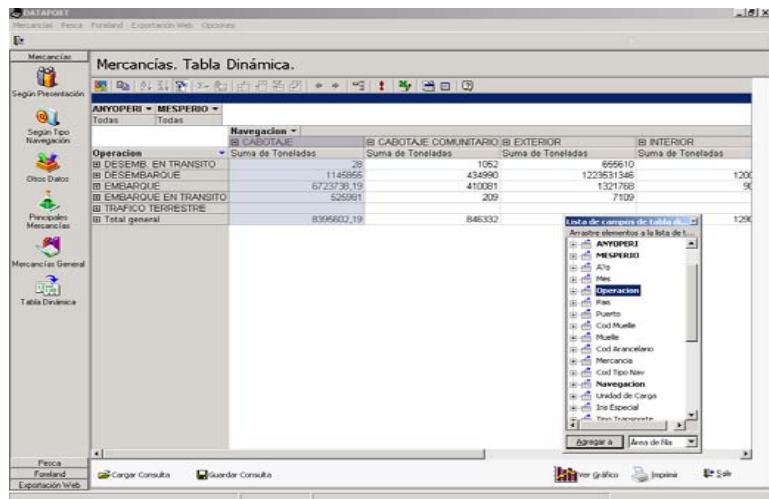 DATAPORT
Mercancías Pesca Foreland Exportación Web Opciones
Mercancías
Según Presentación
Según Tipo Navegación
Otros Datos
Principales Mercancías
Mercancías General
Tabla Dinámica
Pesca
Foreland
Exportación Web
Mercancías. Tabla Dinámica.
ANYOPERI MESPERIO
Todas Todas
Navegacion
CABOTAJE CABOTAJE COMUNITARIO EXTERIOR INTERIOR
Operacion Suma de Toneladas Suma de Toneladas Suma de Toneladas Suma de Toneladas
DESEMB. EN TRANSITO 28 1052 655610
DESEMBARQUE 1145855 434990 1223531346
EMBARQUE 6723738,19 410081 1321768
EMBARQUE EN TRANSITO 525981 209 7109
TRAFICO TERRESTRE
Total general 8395602,19 846332
Lista de campos de tabla di...
Arrastre elementos a la lista de t...
ANYOPERI
MESPERIO
A?o
Mes
Operacion
Pais
Puerto
Cod Muelle
Muelle
Cod Arancelario
Mercancia
Cod Tipo Nav
Navegacion
Unidad de Carga
Ins Especial
Tipo Transporte
Agregar a Área de fila
Cargar Consulta Guardar Consulta Ver Gráfico Imprimir Salir